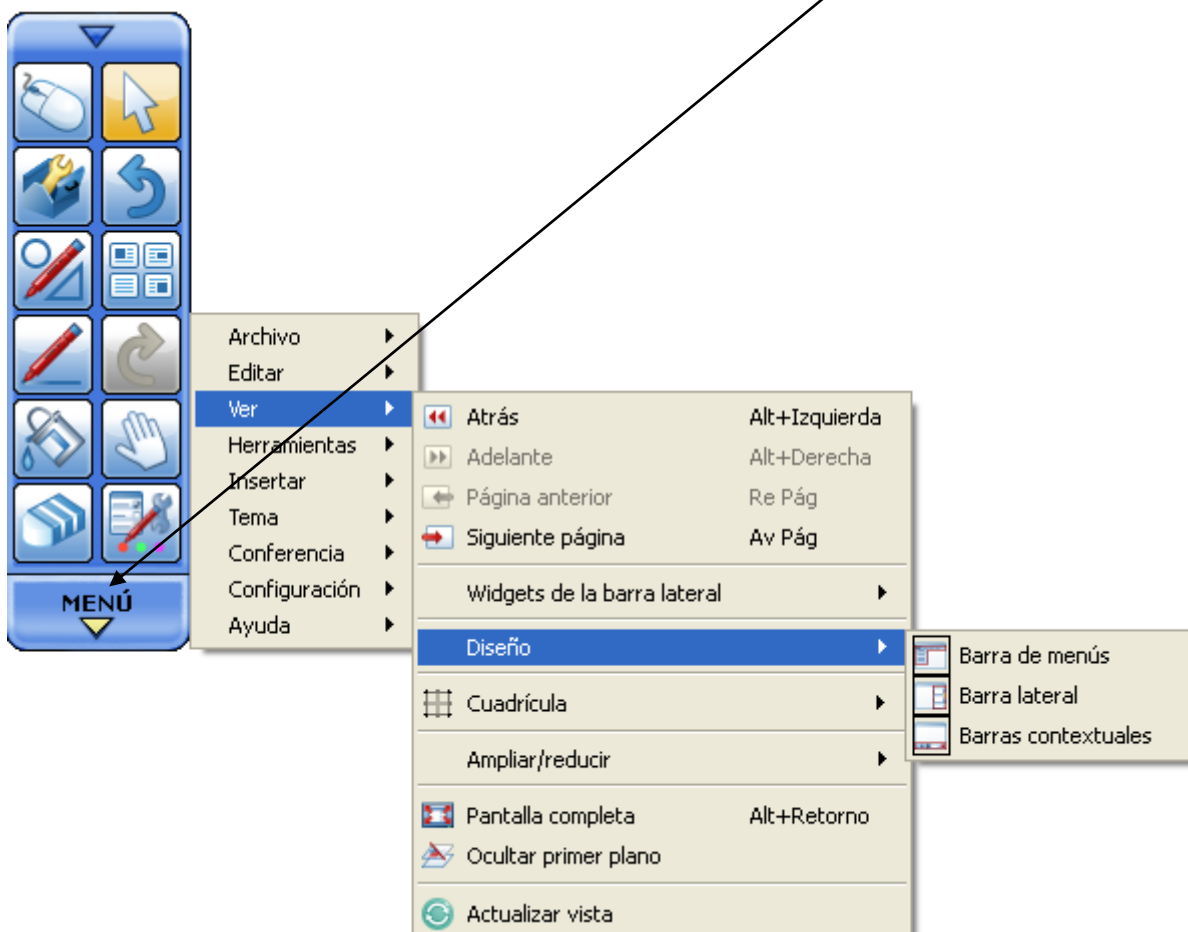 MENÚ
Archivo
Editar
Ver
Herramientas
Insertar
Tema
Conferencia
Configuración
Ayuda
Atrás Alt+Izquierda
Adelante Alt+Derecha
Página anterior Re Pág
Siguiente página Av Pág
Widgets de la barra lateral
Diseño
Cuadrícula
Ampliar/reducir
Pantalla completa Alt+Retorno
Ocultar primer plano
Actualizar vista
Barra de menús
Barra lateral
Barras contextuales